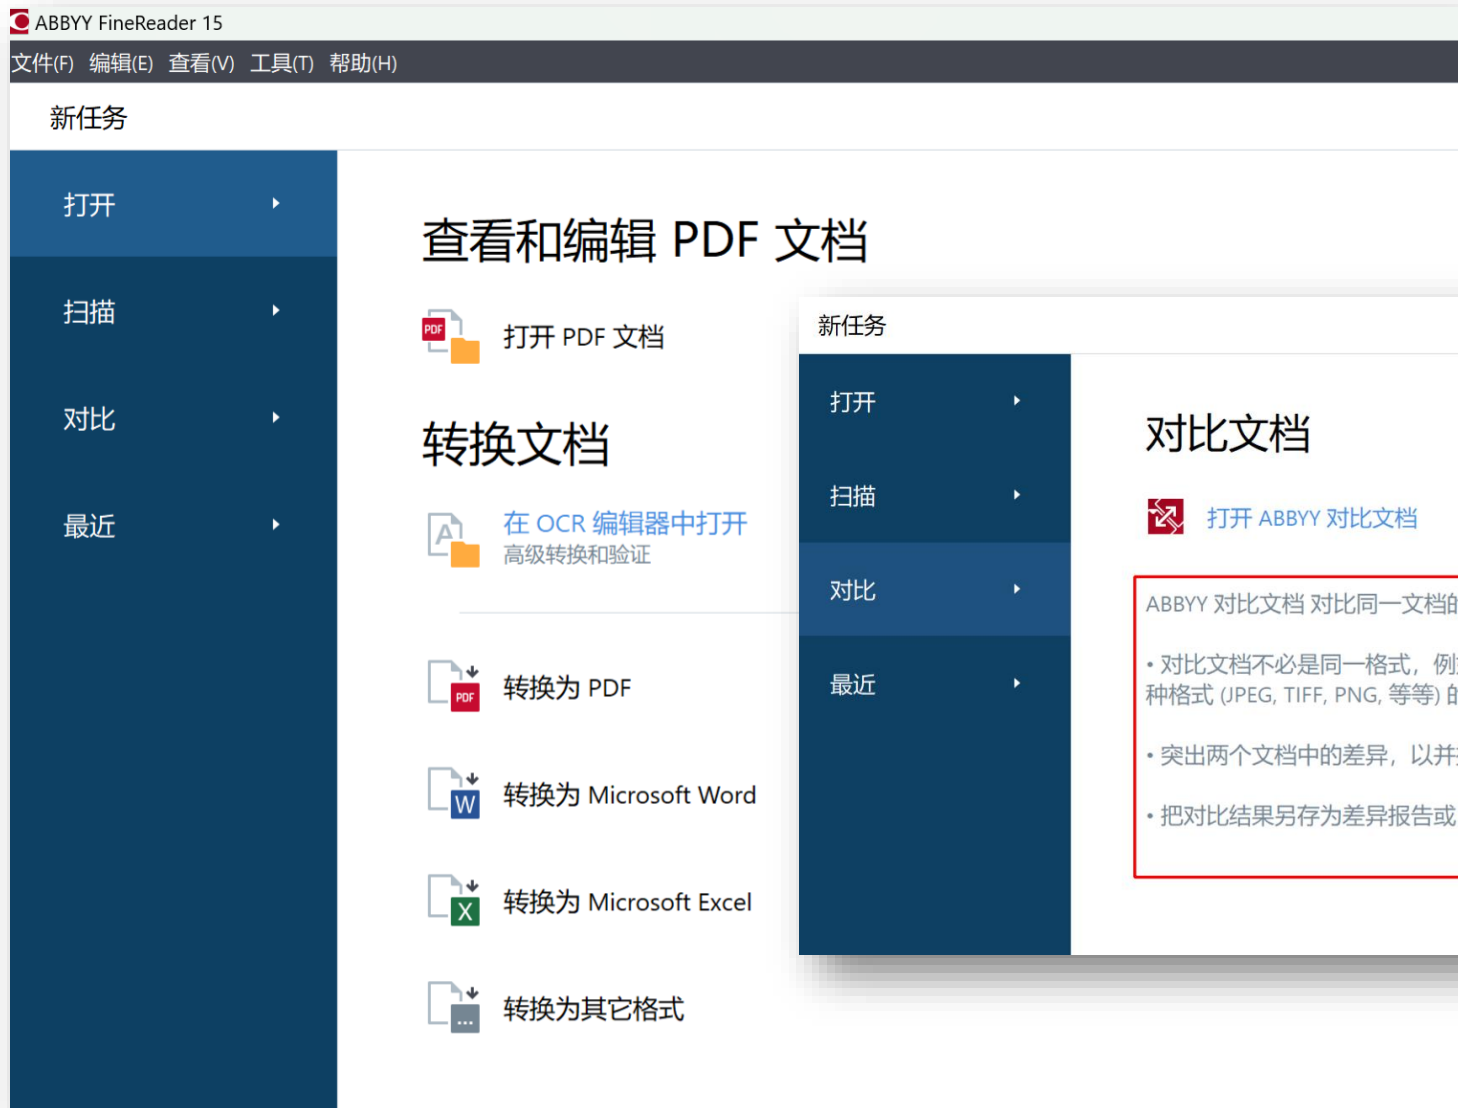 ABBYY FineReader 15
文件(F) 编辑(E) 查看(V) 工具(T) 帮助(H)
新任务
打开
扫描
对比
最近
查看和编辑 PDF 文档
PDF
打开 PDF 文档
转换文档
A
在 OCR 编辑器中打开
高级转换和验证
PDF
转换为 PDF
W
转换为 Microsoft Word
X
转换为 Microsoft Excel
...
转换为其它格式
新任务
打开
扫描
对比
最近
对比文档
打开 ABBYY 对比文档
ABBYY 对比文档 对比同一文档的
• 对比文档不必是同一格式，例
种格式 (JPEG, TIFF, PNG, 等等)
• 突出两个文档中的差异，以并
• 把对比结果另存为差异报告或